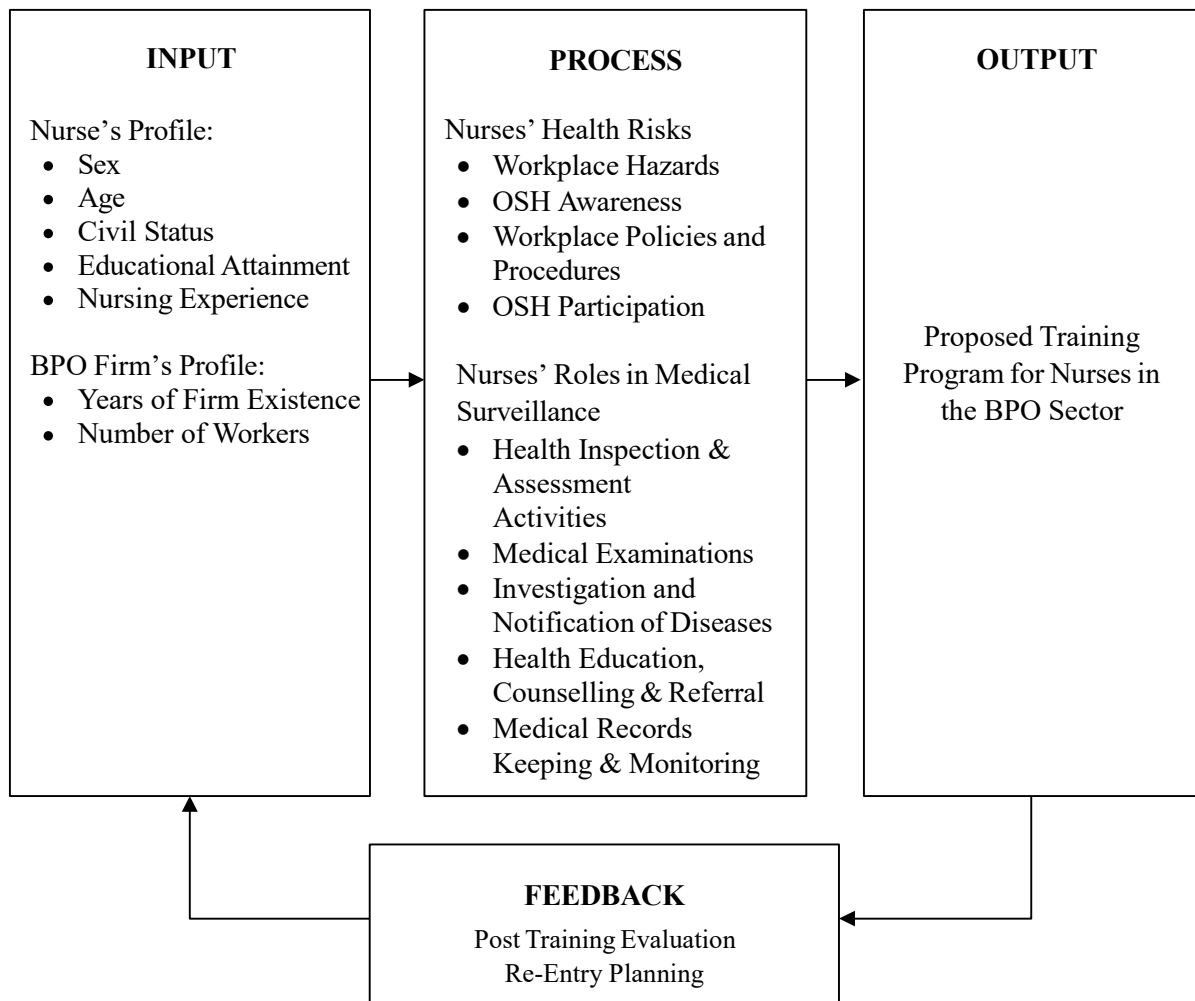 INPUT
Nurse’s Profile:
• Sex
• Age
• Civil Status
• Educational Attainment
• Nursing Experience
BPO Firm’s Profile:
• Years of Firm Existence
• Number of Workers
PROCESS
Nurses’ Health Risks
• Workplace Hazards
• OSH Awareness
• Workplace Policies and
Procedures
• OSH Participation
Nurses’ Roles in Medical
Surveillance
• Health Inspection &
Assessment
Activities
• Medical Examinations
• Investigation and
Notification of Diseases
• Health Education,
Counselling & Referral
• Medical Records
Keeping & Monitoring
OUTPUT
Proposed Training
Program for Nurses in
the BPO Sector
FEEDBACK
Post Training Evaluation
Re-Entry Planning